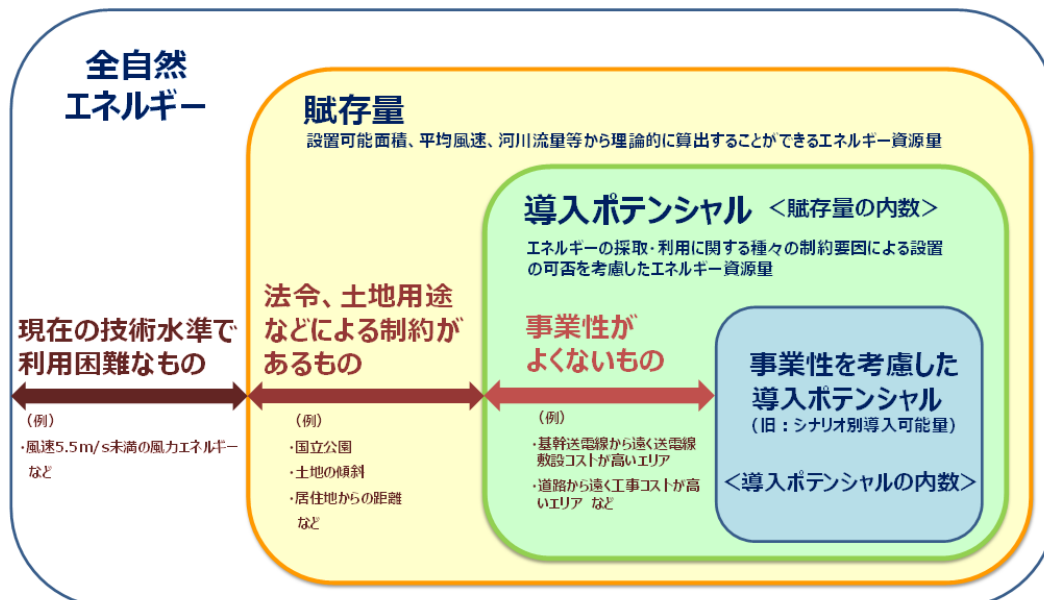 全自然
エネルギー
賦存量
設置可能面積、平均風速、河川流量等から理論的に算出することができるエネルギー資源量
導入ポテンシャル <賦存量の内数>
エネルギーの採取・利用に関する種々の制約要因による設置
の可否を考慮したエネルギー資源量
現在の技術水準で
利用困難なもの
(例)
・風速5.5m/s未満の風力エネルギー
など
法令、土地用途
などによる制約が
あるもの
(例)
・国立公園
・土地の傾斜
・居住地からの距離
など
事業性が
よくないもの
(例)
・基幹送電線から遠く送電線
敷設コストが高いエリア
・道路から遠く工事コストが高
いエリア など
事業性を考慮した
導入ポテンシャル
(旧:シナリオ別導入可能量)
<導入ポテンシャルの内数>